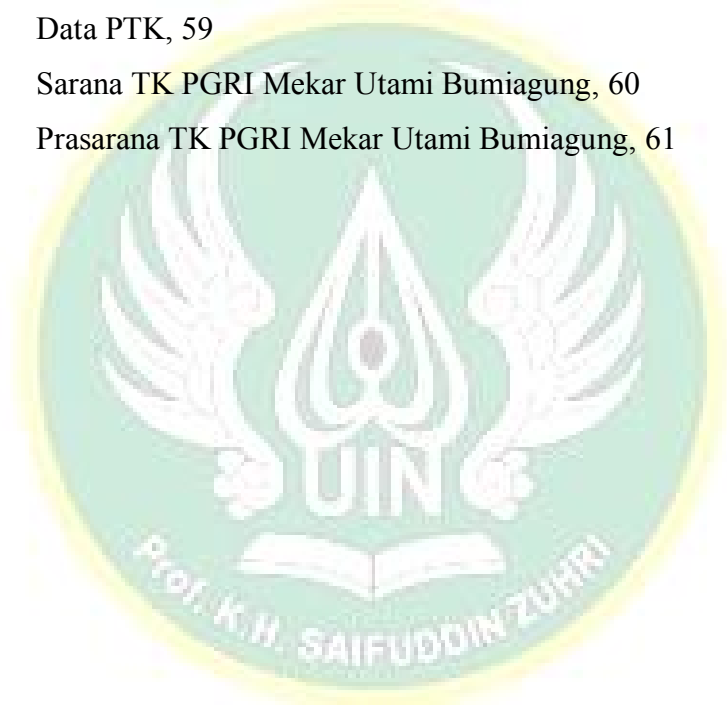 Data PTK, 59
Sarana TK PGRI Mekar Utami Bumiagung, 60
Prasarana TK PGRI Mekar Utami Bumiagung, 61
UIN
Prof. K.H. SAIFUDDIN ZUHRI